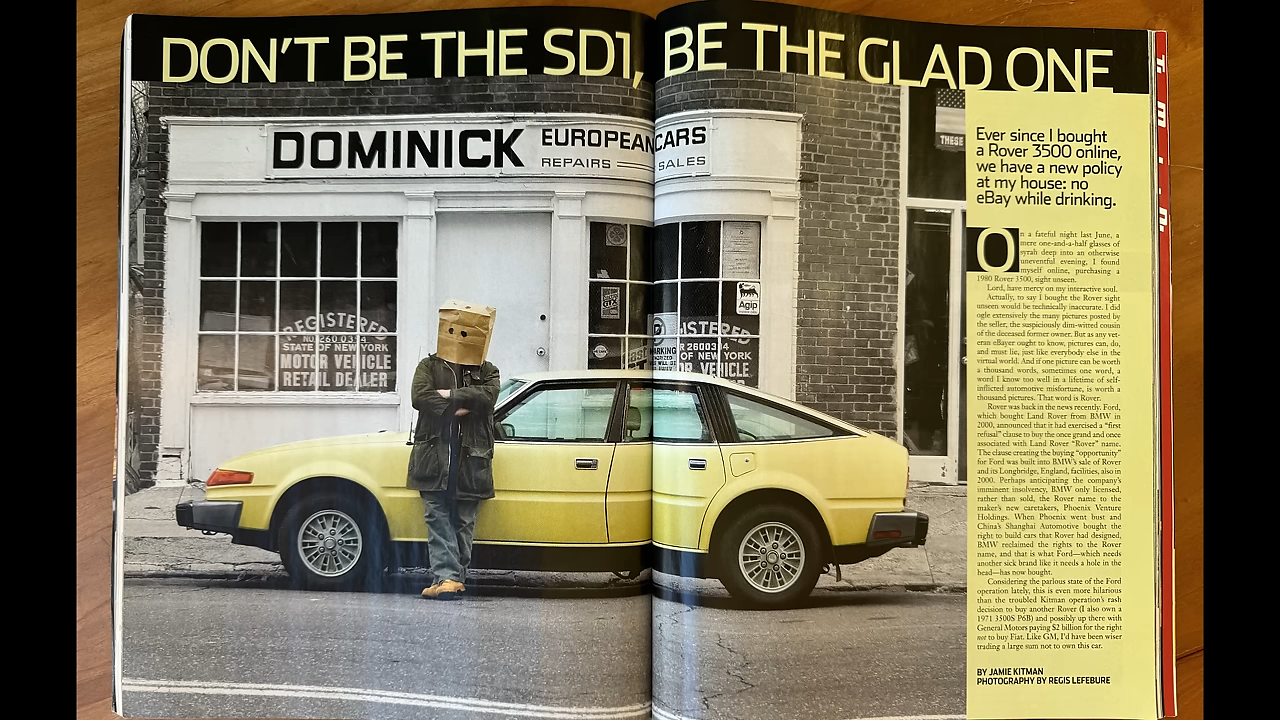 DON'T BE THE SD1, BE THE GLAD ONE
DOMINICK
EUROPEAN CARS
REPAIRS
SALES
THESE
Agip
REGISTERED
NO. 260 0314
STATE OF NEW YORK
MOTOR VEHICLE
RETAIL DEALER
ISTERED
OF NEW YORK
R VEHICLE
Ever since I bought
a Rover 3500 online,
we have a new policy
at my house: no
eBay while drinking.
On a fateful night last June, a
mere one-and-a-half glasses of
syrah deep into an otherwise
uneventful evening, I found
myself online, purchasing a
1980 Rover 3500, sight unseen.
Lord, have mercy on my interactive soul.
Actually, to say I bought the Rover sight
unseen would be technically inaccurate. I did
ogle extensively the many pictures posted by
the seller, the suspiciously dim-witted cousin
of the deceased former owner. But as any vet-
eran eBayer ought to know, pictures can, do,
and must lie, just like everybody else in the
virtual world. And if one picture can be worth
a thousand words, sometimes one word, a
word I know too well in a lifetime of self-
inflicted automotive misfortune, is worth a
thousand pictures. That word is Rover.
Rover was back in the news recently. Ford,
which bought Land Rover from BMW in
2000, announced that it had exercised a "first
refusal" clause to buy the once grand and once
associated with Land Rover "Rover" name.
The clause creating the buying "opportunity"
for Ford was built into BMW's sale of Rover
and its Longbridge, England, facilities, also in
2000. Perhaps anticipating the company's
imminent insolvency, BMW only licensed,
rather than sold, the Rover name to the
maker's new caretakers, Phoenix Venture
Holdings. When Phoenix went bust and
China's Shanghai Automotive bought the
right to build cars that Rover had designed,
BMW reclaimed the rights to the Rover
name, and that is what Ford—which needs
another sick brand like it needs a hole in the
head—has now bought.
Considering the parlous state of the Ford
operation lately, this is even more hilarious
than the troubled Kitman operation's rash
decision to buy another Rover (I also own a
1971 3500S P6B) and possibly up there with
General Motors paying $2 billion for the right
not to buy Fiat. Like GM, I'd have been wiser
trading a large sum not to own this car.
BY JAMIE KITMAN
PHOTOGRAPHY BY REGIS LEFEBURE